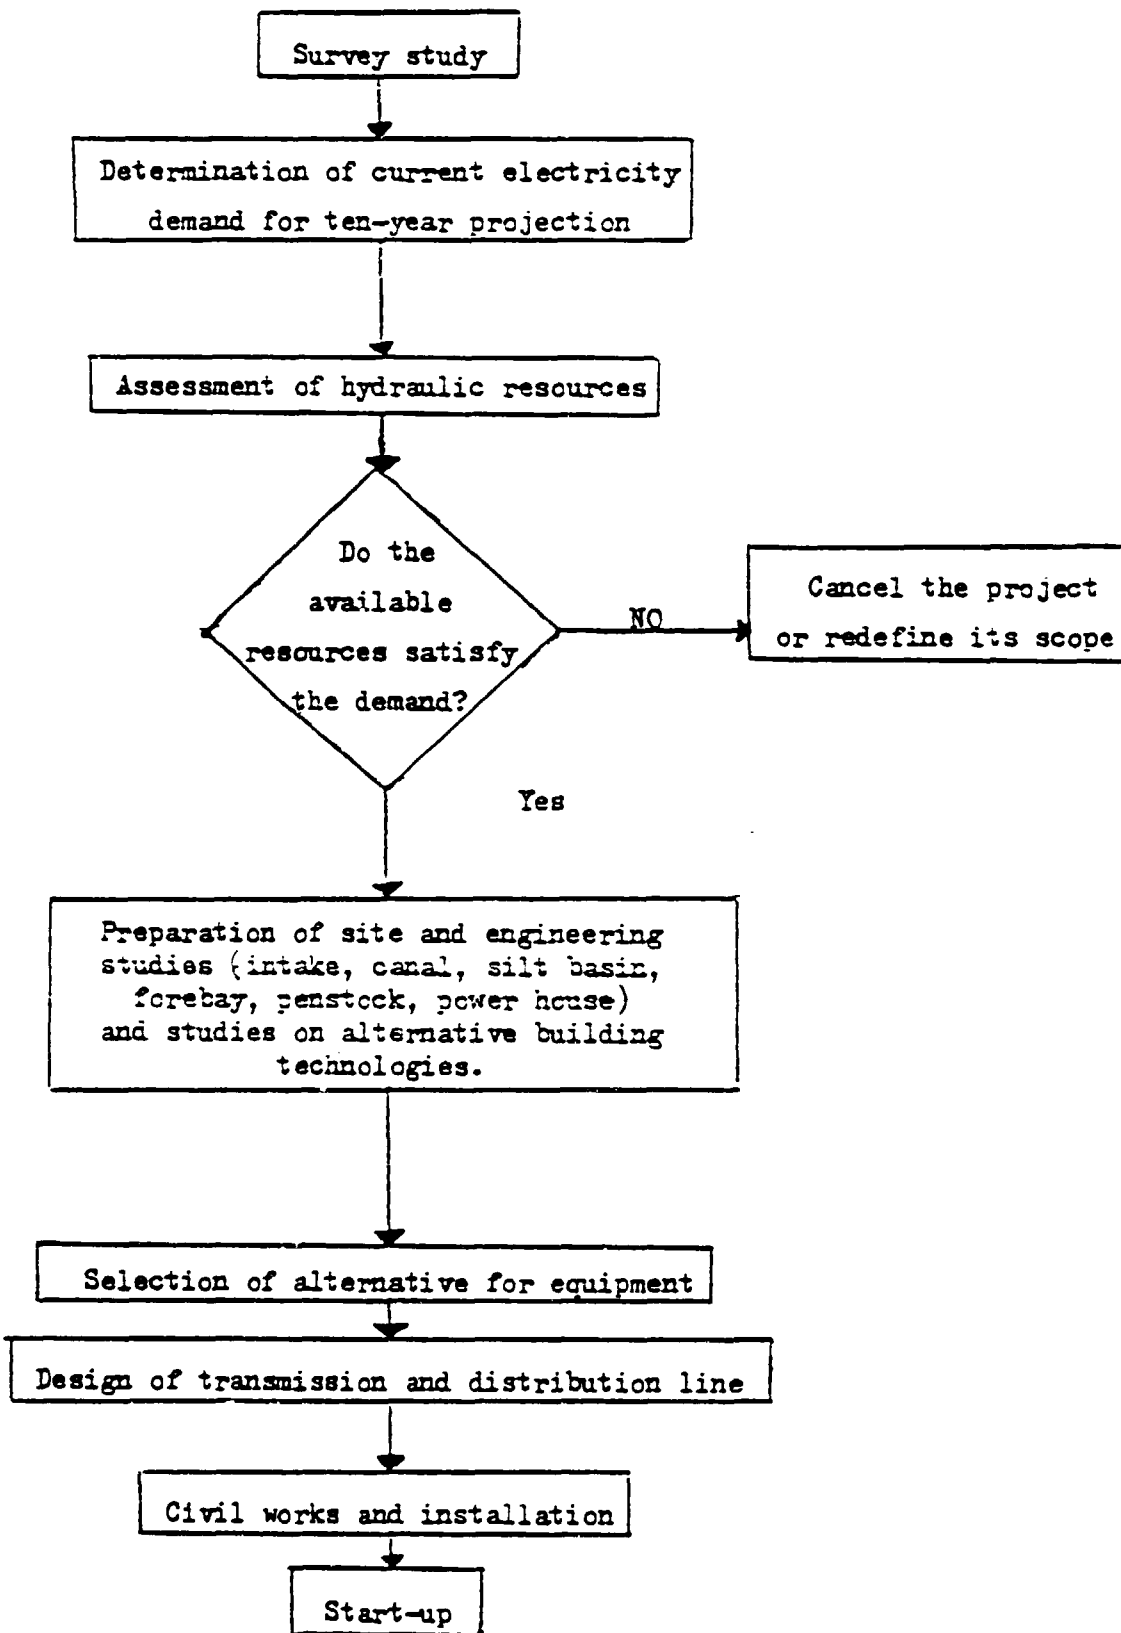 Survey study
Determination of current electricity
demand for ten-year projection
Assessment of hydraulic resources
Do the
available
resources satisfy
the demand?
NO
Cancel the project
or redefine its scope
Yes
Preparation of site and engineering
studies (intake, canal, silt basin,
forebay, penstock, power house)
and studies on alternative building
technologies.
Selection of alternative for equipment
Design of transmission and distribution line
Civil works and installation
Start-up